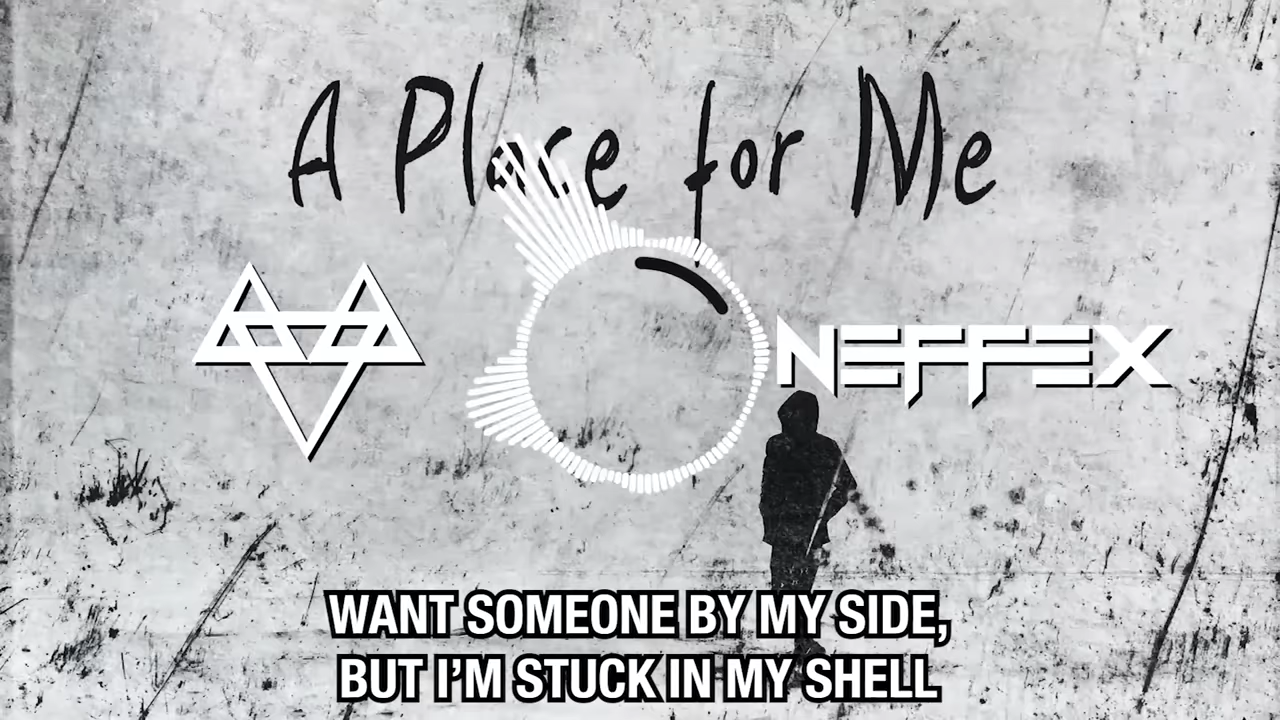 A Place for Me
NEFFEX
WANT SOMEONE BY MY SIDE,
BUT I'M STUCK IN MY SHELL